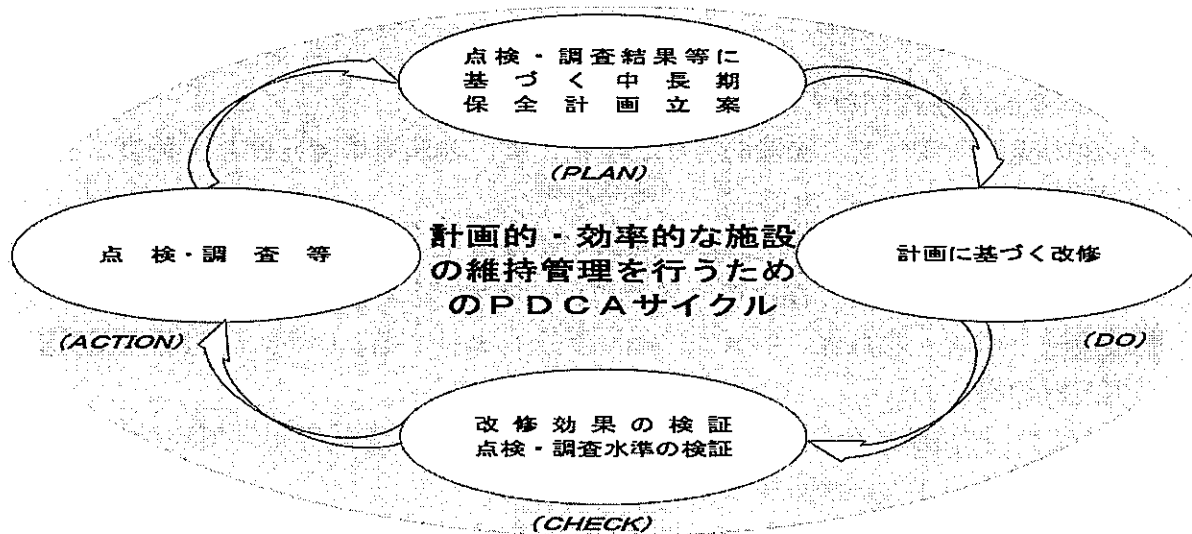 点検・調査結果等に
基づく中長期
保全計画立案
(PLAN)
点検・調査等
(ACTION)
計画的・効率的な施設
の維持管理を行うため
のPDCAサイクル
計画に基づく改修
(DO)
改修効果の検証
点検・調査水準の検証
(CHECK)